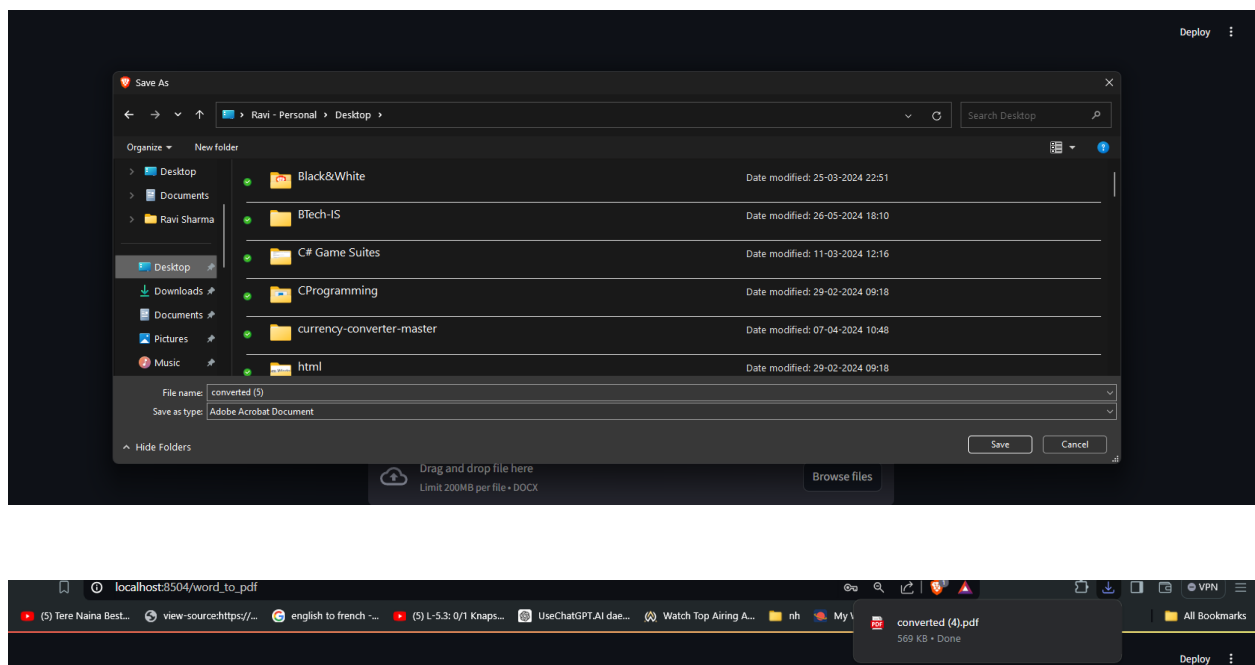 Deploy
Save As
Ravi - Personal > Desktop >
Search Desktop
Organize New folder
Desktop
Documents
Ravi Sharma
Desktop
Downloads
Documents
Pictures
Music
Black&White Date modified: 25-03-2024 22:51
BTech-IS Date modified: 26-05-2024 18:10
C# Game Suites Date modified: 11-03-2024 12:16
CProgramming Date modified: 29-02-2024 09:18
currency-converter-master Date modified: 07-04-2024 10:48
html Date modified: 29-02-2024 09:18
File name: converted (5)
Save as type: Adobe Acrobat Document
Hide Folders Save Cancel
Drag and drop file here
Limit 200MB per file • DOCX
Browse files
localhost:8504/word_to_pdf
VPN
(5) Tere Naina Best... view-source:https://... english to french -... (5) L-5.3: 0/1 Knaps... UseChatGPT.AI dae... Watch Top Airing A... nh My
All Bookmarks
PDF
converted (4).pdf
569 KB • Done
Deploy